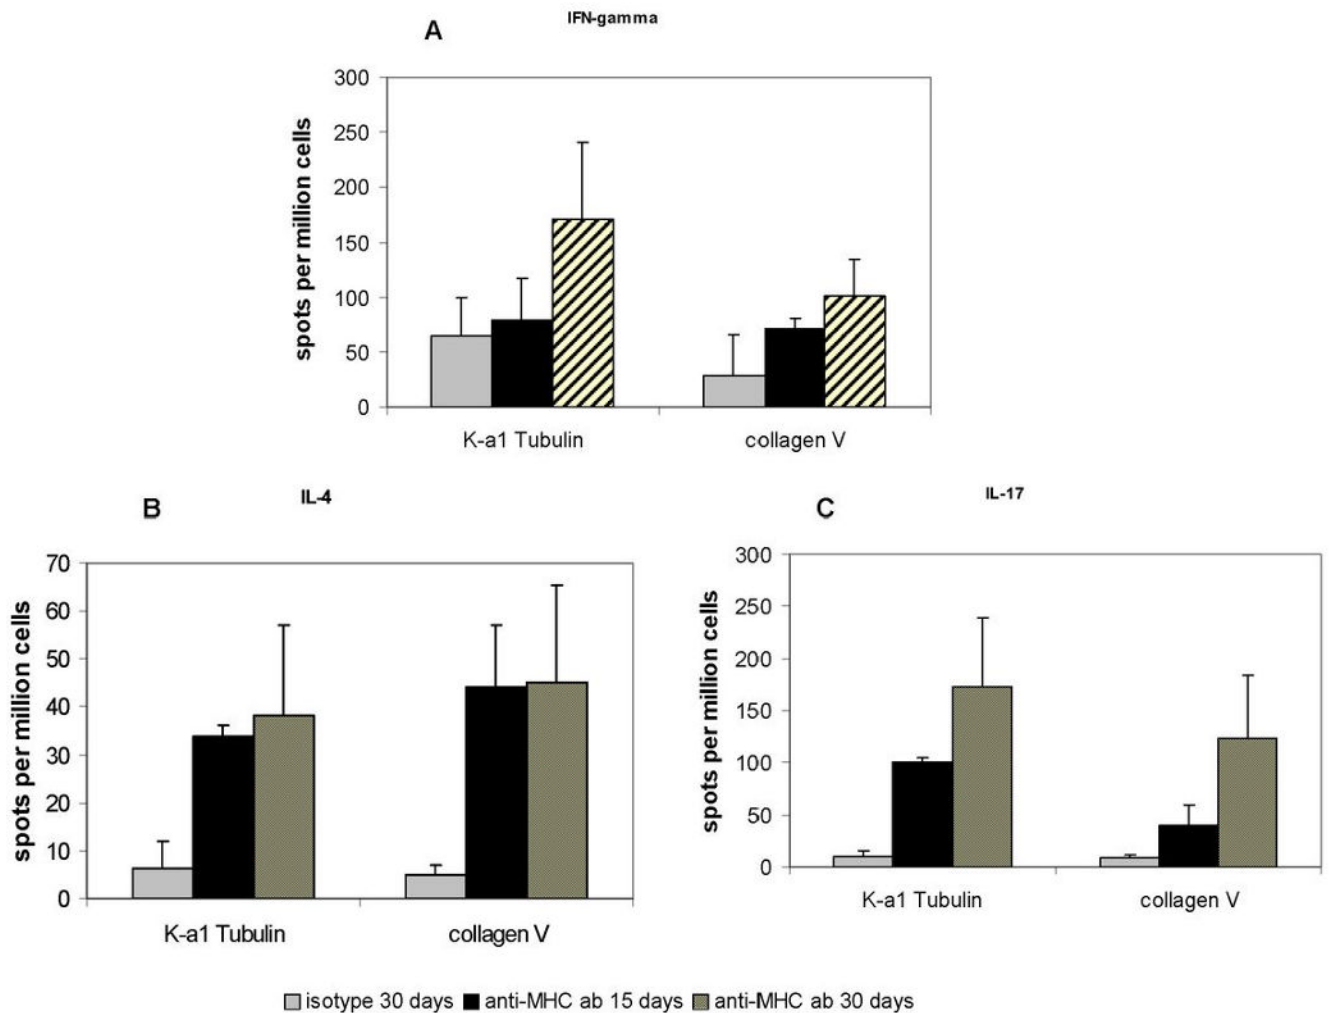 A
IFN-gamma
spots per million cells
300
250
200
150
100
50
0
K-a1 Tubulin collagen V
B
IL-4
spots per million cells
70
60
50
40
30
20
10
0
K-a1 Tubulin collagen V
C
IL-17
spots per million cells
300
250
200
150
100
50
0
K-a1 Tubulin collagen V
isotype 30 days anti-MHC ab 15 days anti-MHC ab 30 days